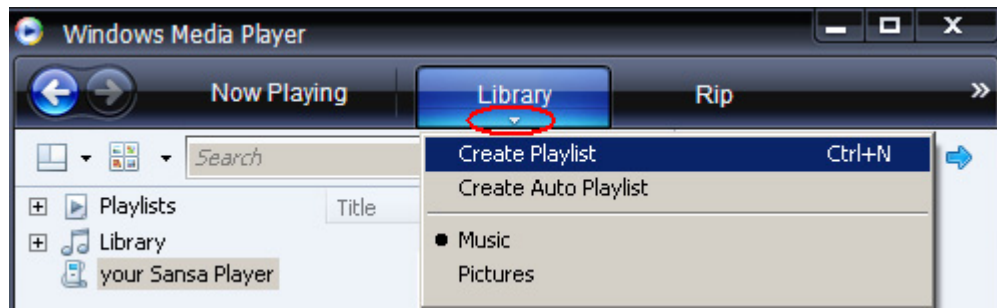 Windows Media Player
Now Playing Library Rip »
Search
Create Playlist Ctrl+N
Create Auto Playlist
Playlists Title
Library
Music
your Sansa Player
Pictures